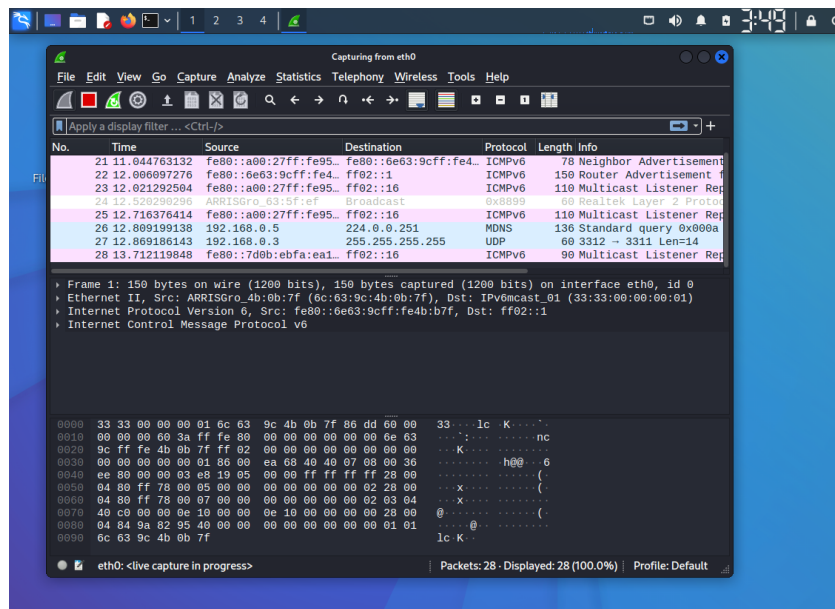 1 2 3 4 3:49
Capturing from eth0
File Edit View Go Capture Analyze Statistics Telephony Wireless Tools Help
Apply a display filter … <Ctrl-/>
No. Time Source Destination Protocol Length Info
21 11.044763132 fe80::a00:27ff:fe95… fe80::6e63:9cff:fe4… ICMPv6 78 Neighbor Advertisement
22 12.006097276 fe80::6e63:9cff:fe4… ff02::1 ICMPv6 150 Router Advertisement f
Fil
23 13.021292504 fe80::a00:27ff:fe95… ff02::16 ICMPv6 110 Multicast Listener Rep
24 12.520290296 ARRISGro_63:5f:ef Broadcast 0x8899 60 Realtek Layer 2 Protoc
25 12.716376414 fe80::a00:27ff:fe95… ff02::16 ICMPv6 110 Multicast Listener Rep
26 12.809199138 192.168.0.5 224.0.0.251 MDNS 136 Standard query 0x000a
27 12.869186143 192.168.0.3 255.255.255.255 UDP 60 3312 → 3311 Len=14
28 13.712119848 fe80::7d0b:ebfa:ea1… ff02::16 ICMPv6 90 Multicast Listener Rep
Frame 1: 150 bytes on wire (1200 bits), 150 bytes captured (1200 bits) on interface eth0, id 0
Ethernet II, Src: ARRISGro_4b:0b:7f (6c:63:9c:4b:0b:7f), Dst: IPv6mcast_01 (33:33:00:00:00:01)
Internet Protocol Version 6, Src: fe80::6e63:9cff:fe4b:b7f, Dst: ff02::1
Internet Control Message Protocol v6
0000 33 33 00 00 00 01 6c 63 9c 4b 0b 7f 86 dd 60 00 33····lc ·K····`·
0010 00 00 00 60 3a ff fe 80 00 00 00 00 00 00 6e 63 ···`:··· ······nc
0020 9c ff fe 4b 0b 7f ff 02 00 00 00 00 00 00 00 00 ···K···· ········
0030 00 00 00 00 00 01 86 00 ea 68 40 40 07 08 00 36 ········ ·h@@···6
0040 ee 80 00 00 03 e8 19 05 00 00 ff ff ff ff 28 00 ········ ······(·
0050 04 80 ff 78 00 05 00 00 00 00 00 00 00 02 28 00 ···x···· ······(·
0060 04 80 ff 78 00 07 00 00 00 00 00 00 00 02 03 04 ···x···· ········
0070 40 c0 00 00 0e 10 00 00 0e 10 00 00 00 00 28 00 @······· ······(·
0080 04 84 9a 82 95 40 00 00 00 00 00 00 00 00 01 01 ·····@·· ········
0090 6c 63 9c 4b 0b 7f lc·K··
eth0: <live capture in progress> Packets: 28 · Displayed: 28 (100.0%) Profile: Default